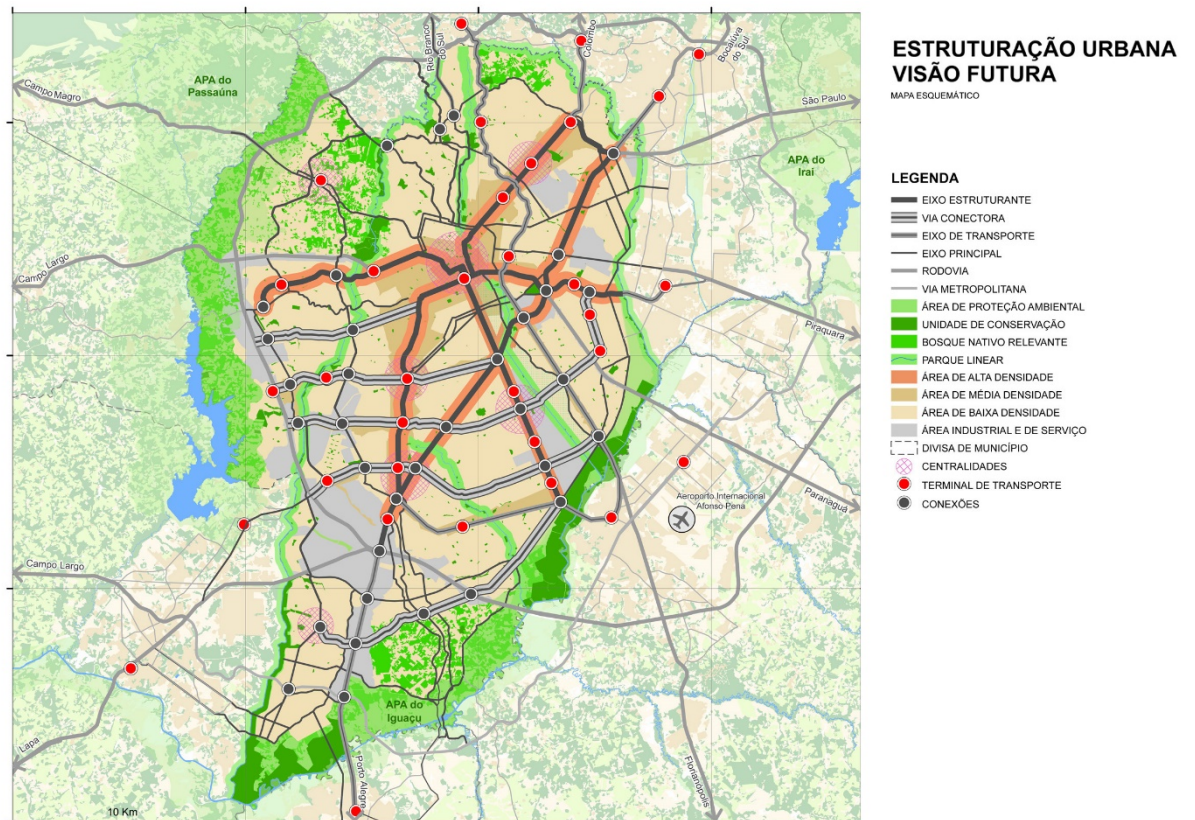 ESTRUTURAÇÃO URBANA
VISÃO FUTURA
MAPA ESQUEMÁTICO
LEGENDA
EIXO ESTRUTURANTE
VIA CONECTORA
EIXO DE TRANSPORTE
EIXO PRINCIPAL
RODOVIA
VIA METROPOLITANA
ÁREA DE PROTEÇÃO AMBIENTAL
UNIDADE DE CONSERVAÇÃO
BOSQUE NATIVO RELEVANTE
PARQUE LINEAR
ÁREA DE ALTA DENSIDADE
ÁREA DE MÉDIA DENSIDADE
ÁREA DE BAIXA DENSIDADE
ÁREA INDUSTRIAL E DE SERVIÇO
DIVISA DE MUNICÍPIO
CENTRALIDADES
TERMINAL DE TRANSPORTE
CONEXÕES
Rio Branco
do Sul
Colombo
Bocaiúva
do Sul
APA do
Passaúna
Campo Magro
São Paulo
APA do
Iraí
Campo Largo
Piraquara
Aeroporto Internacional
Afonso Pena
Paranaguá
Campo Largo
APA do
Iguaçu
Lapa
Porto Alegre
Florianópolis
10 Km